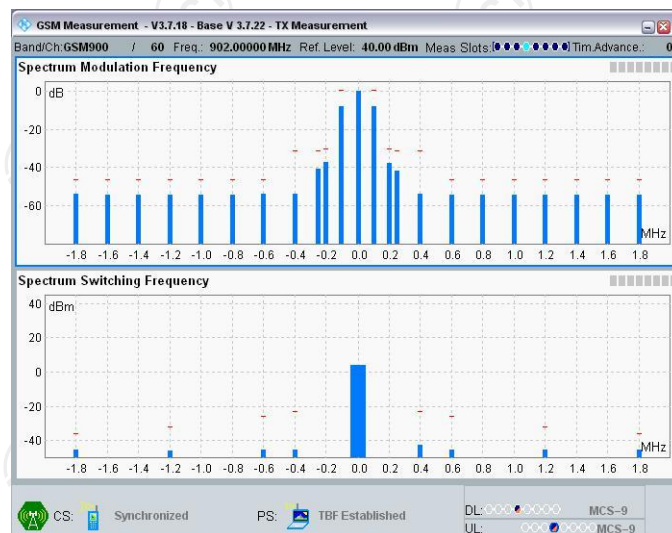 GSM Measurement - V3.7.18 - Base V 3.7.22 - TX Measurement
Band/Ch:GSM900 / 60 Freq.: 902.00000 MHz Ref. Level: 40.00 dBm Meas Slots: Tim.Advance.: 0
Spectrum Modulation Frequency
dB
0
-20
-40
-60
MHz
-1.8 -1.6 -1.4 -1.2 -1.0 -0.8 -0.6 -0.4 -0.2 0.0 0.2 0.4 0.6 0.8 1.0 1.2 1.4 1.6 1.8
Spectrum Switching Frequency
40
dBm
20
0
-20
-40
MHz
-1.8 -1.6 -1.4 -1.2 -1.0 -0.8 -0.6 -0.4 -0.2 0.0 0.2 0.4 0.6 0.8 1.0 1.2 1.4 1.6 1.8
CS: Synchronized PS: TBF Established
DL: MCS-9
UL: MCS-9